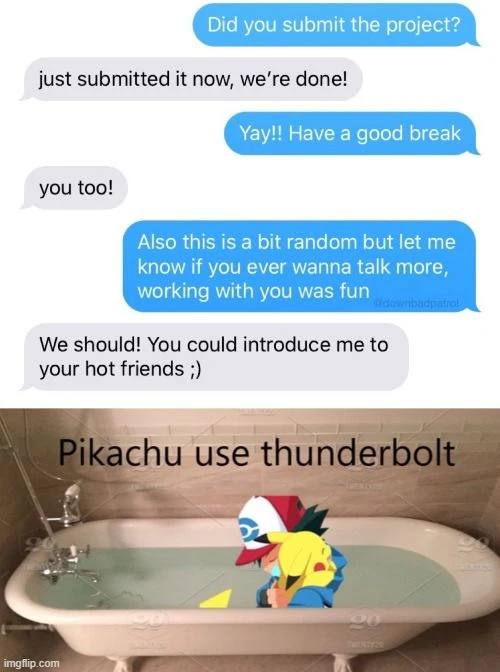 Did you submit the project?
just submitted it now, we're done!
Yay!! Have a good break
you too!
Also this is a bit random but let me
know if you ever wanna talk more,
working with you was fun
@downbadpatrol
We should! You could introduce me to
your hot friends ;)
Pikachu use thunderbolt
imgflip.com